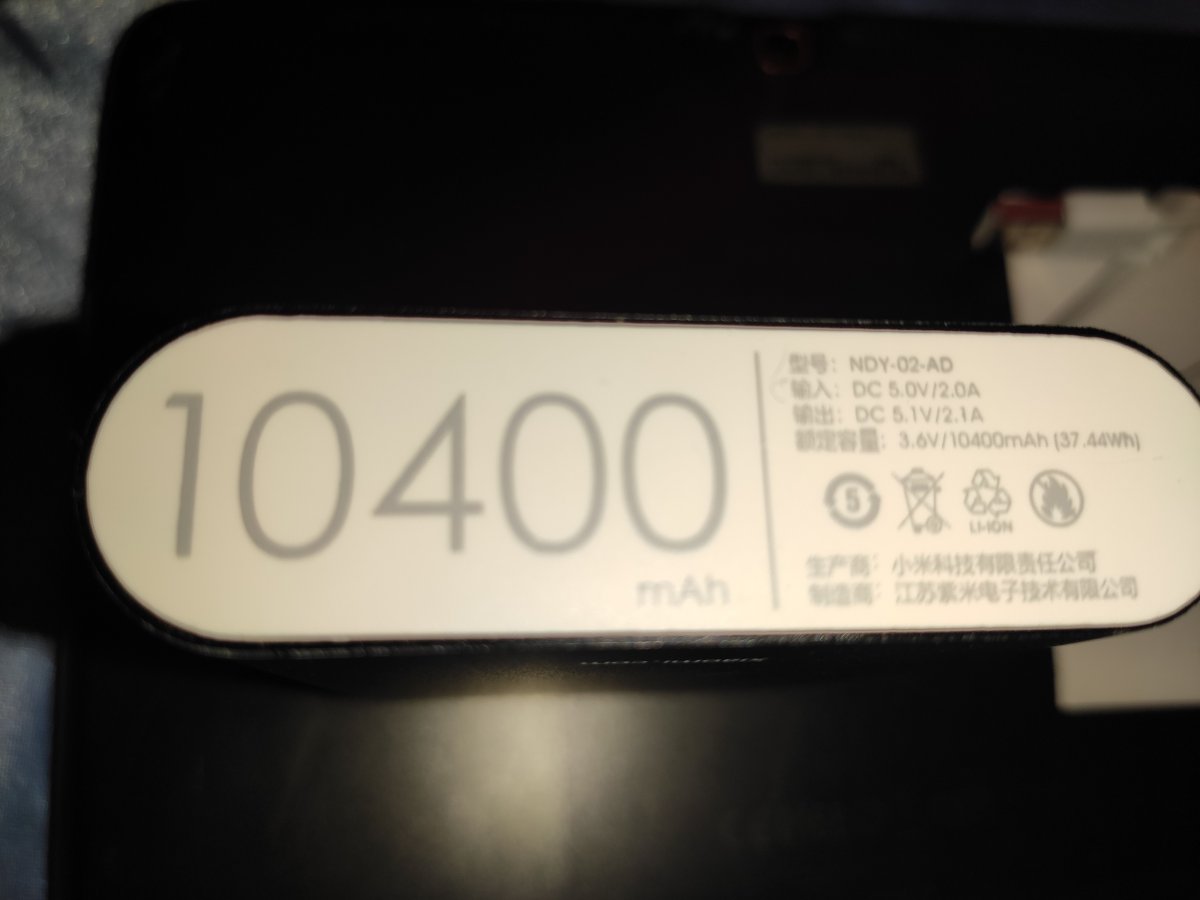 10400
mAh
型号: NDY-02-AD
输入: DC 5.0V/2.0A
输出: DC 5.1V/2.1A
额定容量: 3.6V/10400mAh (37.44Wh)
5
LI-ION
生产商: 小米科技有限责任公司
制造商: 江苏紫米电子技术有限公司